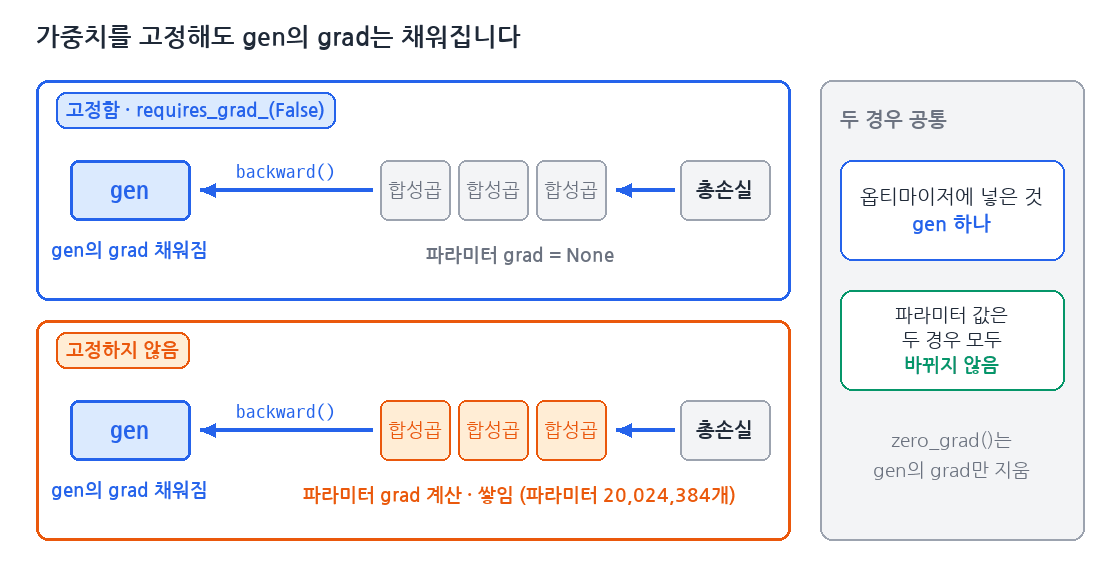 가중치를 고정해도 gen의 grad는 채워집니다
고정함 · requires_grad_(False)
gen
backward()
합성곱
합성곱
합성곱
총손실
gen의 grad 채워짐
파라미터 grad = None
고정하지 않음
gen
backward()
합성곱
합성곱
합성곱
총손실
gen의 grad 채워짐
파라미터 grad 계산 · 쌓임 (파라미터 20,024,384개)
두 경우 공통
옵티마이저에 넣은 것
gen 하나
파라미터 값은
두 경우 모두
바뀌지 않음
zero_grad()는
gen의 grad만 지움